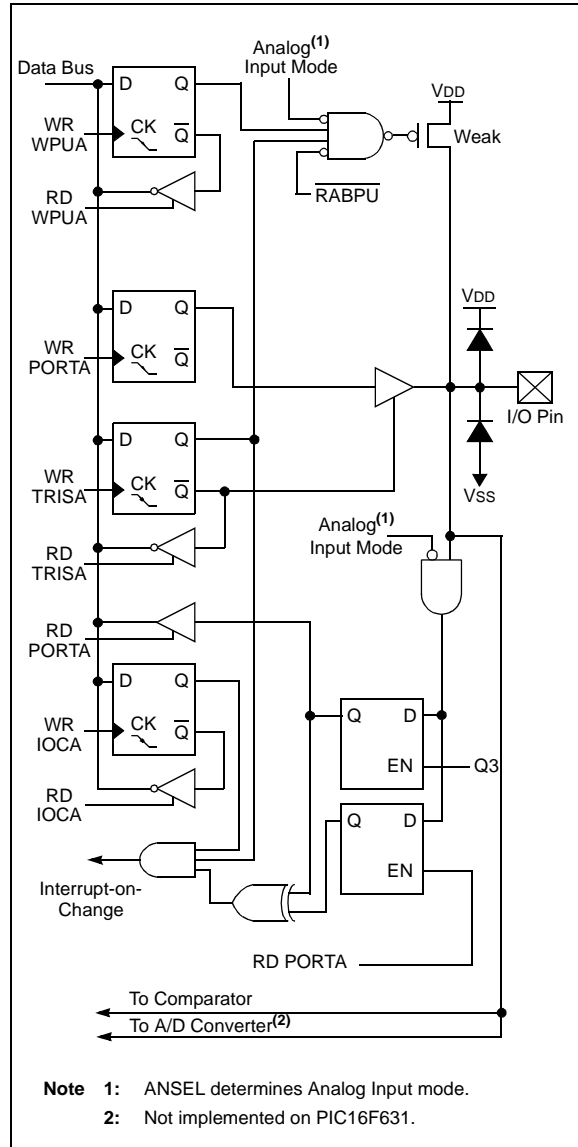 Analog(1)
Input Mode
Data Bus
D Q
VDD
WR
WPUA
CK
Q
Weak
RD
WPUA
RABPU
D Q
VDD
WR
PORTA
CK
Q
I/O Pin
D Q
WR
TRISA
CK
Q
VSS
Analog(1)
Input Mode
RD
TRISA
RD
PORTA
D Q
WR
IOCA
CK
Q
Q D
EN
Q3
RD
IOCA
Q D
EN
Interrupt-on-
Change
RD PORTA
To Comparator
To A/D Converter(2)
Note 1: ANSEL determines Analog Input mode.
2: Not implemented on PIC16F631.